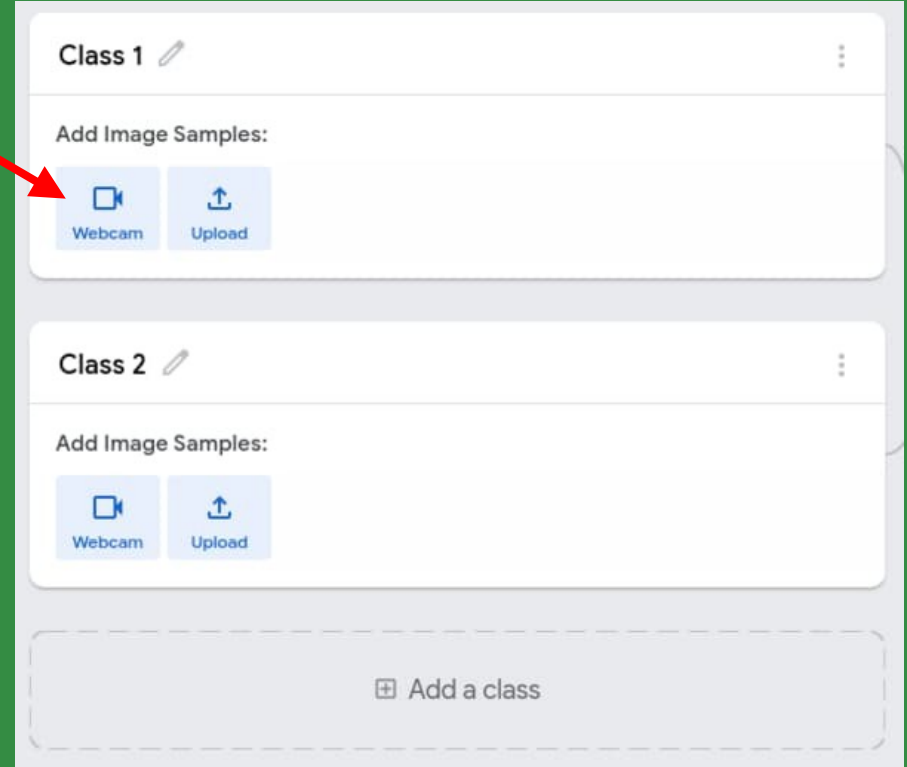 Class 1
Add Image Samples:
Webcam Upload
Class 2
Add Image Samples:
Webcam Upload
Add a class